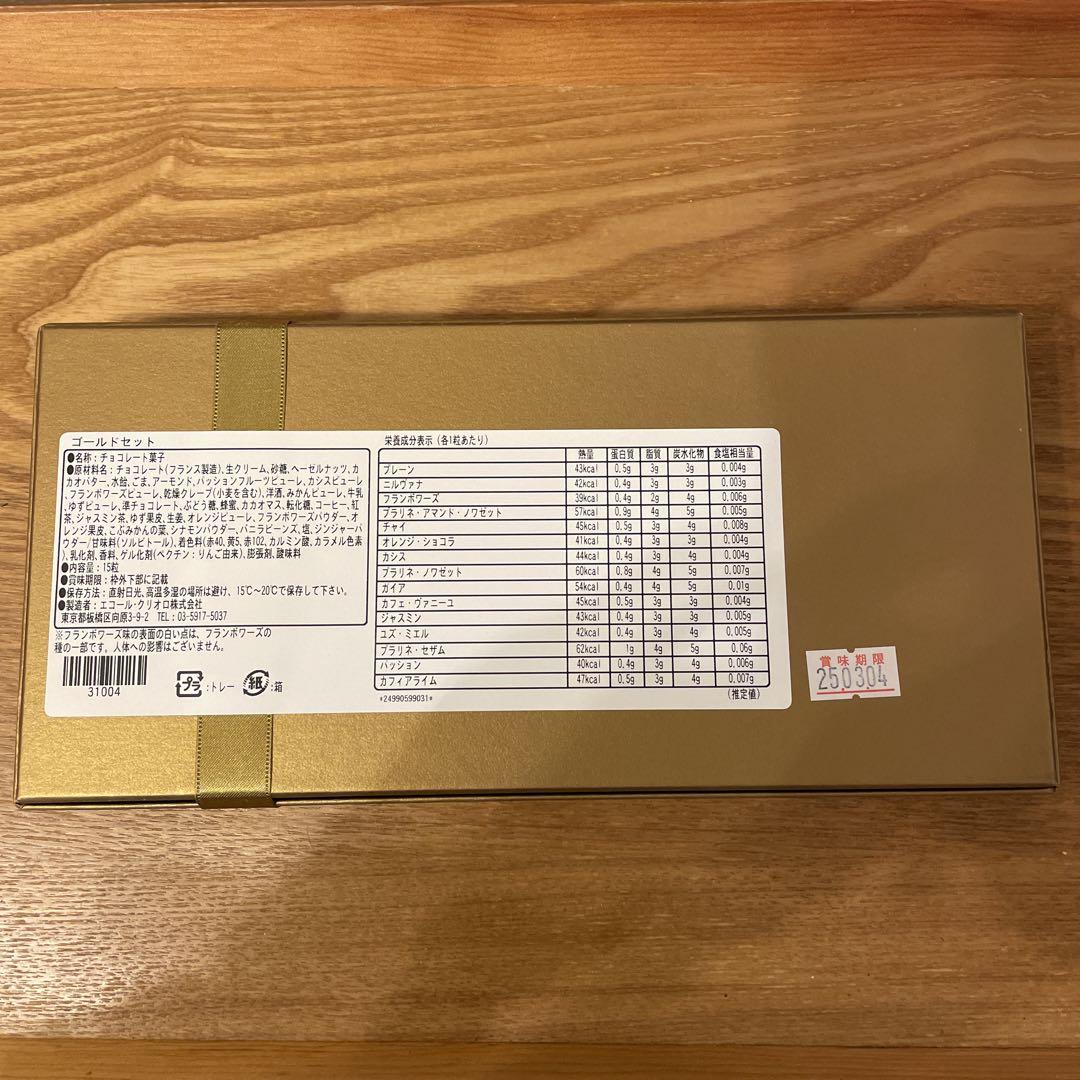 ゴールドセット
●名称：チョコレート菓子
●原材料名：チョコレート(フランス製造)､生クリーム､砂糖､ヘーゼルナッツ､カ
カオバター､水飴､ごま､アーモンド､パッションフルーツピューレ､カシスピューレ
､フランボワーズピューレ､乾燥クレープ(小麦を含む)､洋酒､みかんピューレ､牛乳
､ゆずピューレ､準チョコレート､ぶどう糖､蜂蜜､カカオマス､転化糖､コーヒー､紅
茶､ジャスミン茶､ゆず果皮､生姜､オレンジピューレ､フランボワーズパウダー､オ
レンジ果皮､こぶみかんの葉､シナモンパウダー､バニラビーンズ､塩､ジンジャーパ
ウダー/甘味料(ソルビトール)､着色料(赤40､黄5､赤102､カルミン酸､カラメル色素
)､乳化剤､香料､ゲル化剤(ペクチン：りんご由来)､膨張剤､酸味料
●内容量：15粒
●賞味期限：枠外下部に記載
●保存方法：直射日光､高温多湿の場所は避け、15℃〜20℃で保存して下さい。
●製造者：エコール・クリオロ株式会社
東京都板橋区向原3-9-2 TEL：03-5917-5037
※フランボワーズ味の表面の白い点は、フランボワーズの
種の一部です。人体への影響はございません。
31004
プラ：トレー 紙：箱
栄養成分表示（各1粒あたり）
熱量 蛋白質 脂質 炭水化物 食塩相当量
プレーン 43kcal 0.5g 3g 3g 0.004g
ニルヴァナ 42kcal 0.4g 3g 3g 0.003g
フランボワーズ 39kcal 0.4g 2g 4g 0.006g
プラリネ・アマンド・ノワゼット 57kcal 0.9g 4g 5g 0.005g
チャイ 45kcal 0.5g 3g 4g 0.008g
オレンジ・ショコラ 41kcal 0.4g 3g 4g 0.004g
カシス 44kcal 0.4g 3g 4g 0.004g
プラリネ・ノワゼット 60kcal 0.8g 4g 5g 0.007g
ガイア 54kcal 0.4g 4g 5g 0.01g
カフェ・ヴァニーユ 45kcal 0.5g 3g 3g 0.004g
ジャスミン 43kcal 0.4g 3g 4g 0.005g
ユズ・ミエル 42kcal 0.4g 3g 4g 0.005g
プラリネ・セザム 62kcal 1g 4g 5g 0.06g
パッション 40kcal 0.4g 3g 4g 0.006g
カフィアライム 47kcal 0.5g 3g 4g 0.007g
*24990599031*
(推定値)
賞味期限
25.03.04